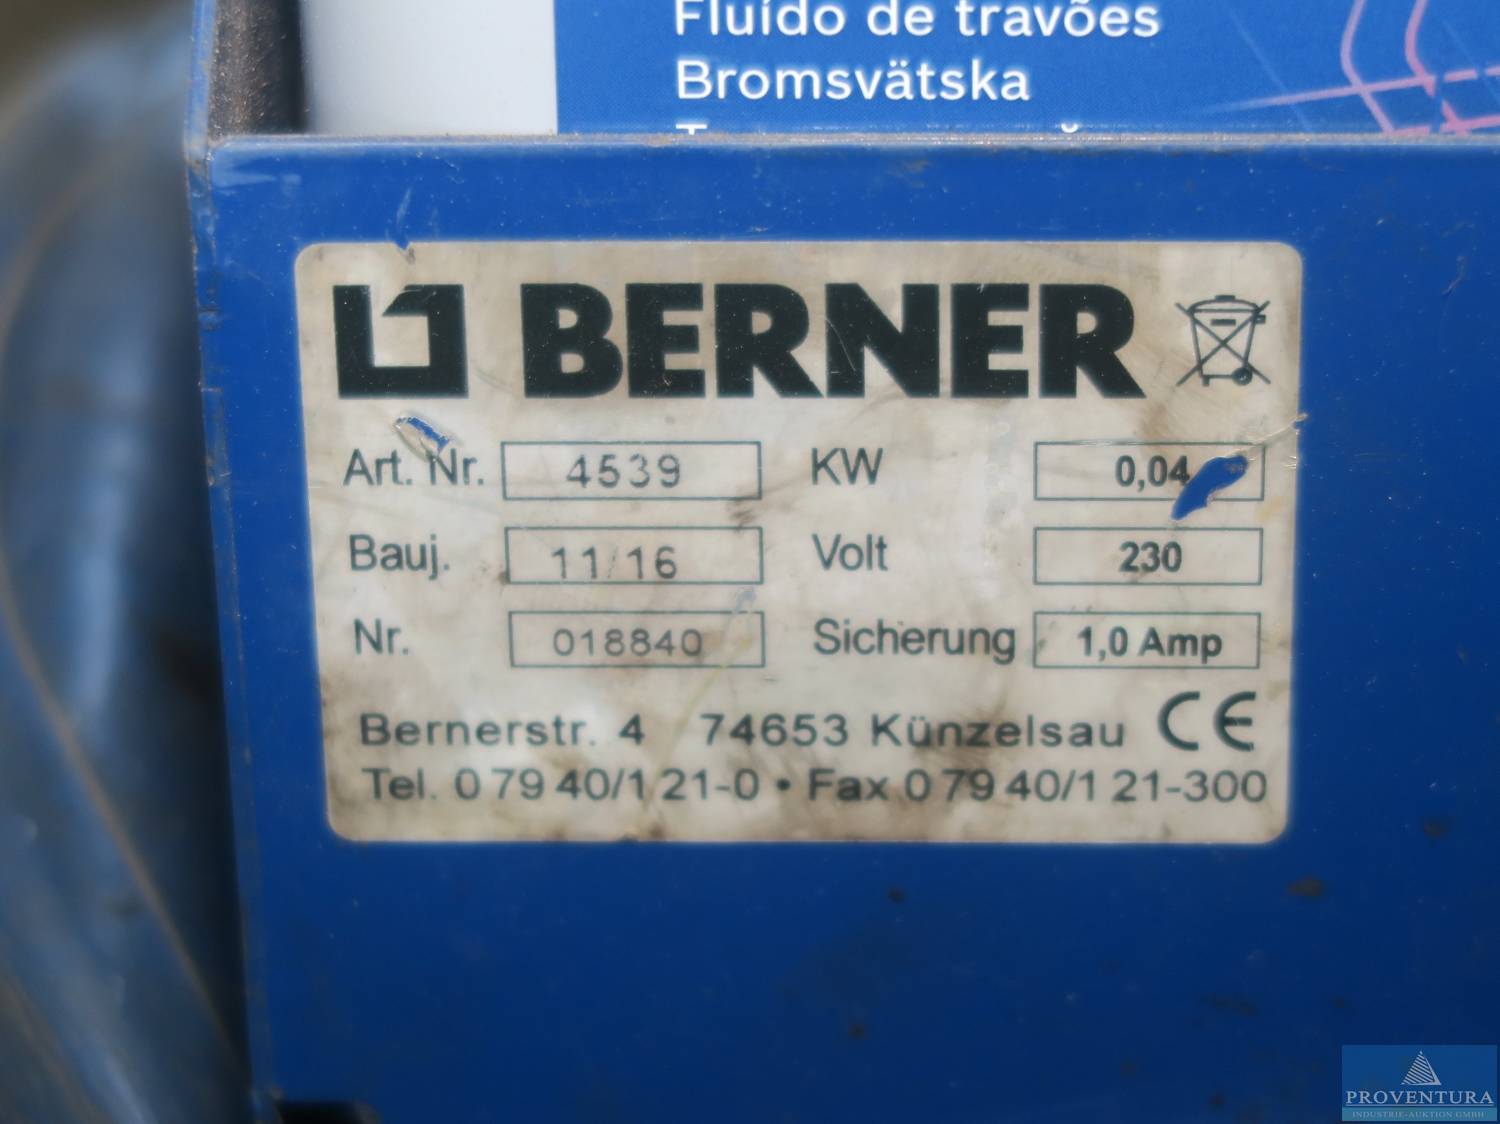 Fluído de travões
Bromsvätska
BERNER
Art. Nr. 4539 KW 0,04
Bauj. 11/16 Volt 230
Nr. 018840 Sicherung 1,0 Amp
Bernerstr. 4 74653 Künzelsau CE
Tel. 0 79 40/1 21-0 • Fax 0 79 40/1 21-300
PROVENTURA
INDUSTRIE-AUKTION GMBH